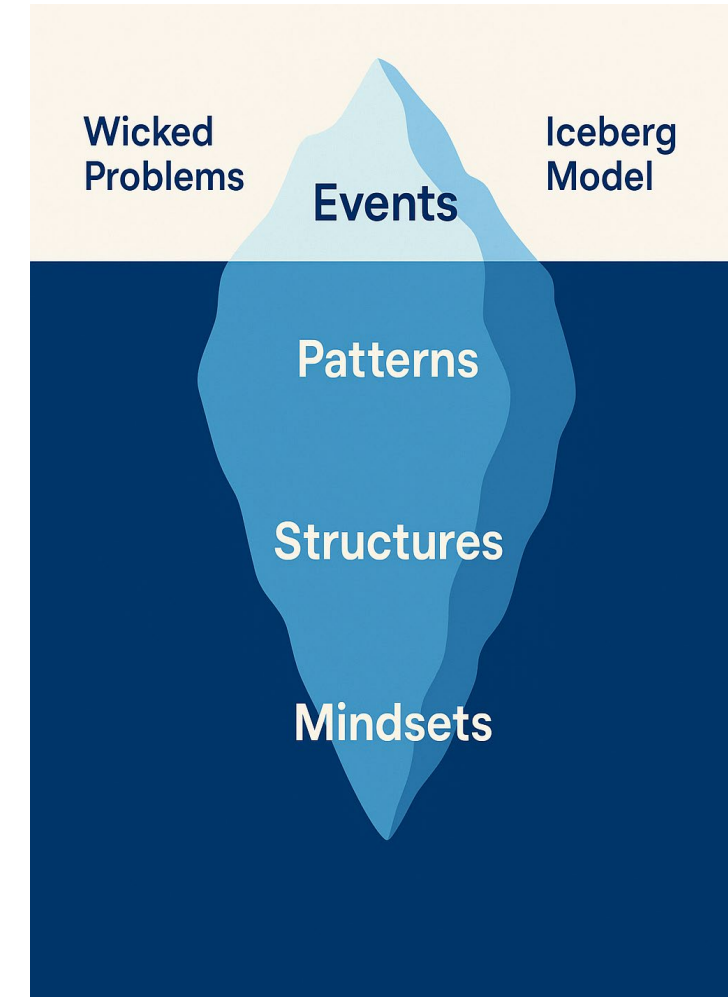 Wicked
Problems
Iceberg
Model
Events
Patterns
Structures
Mindsets